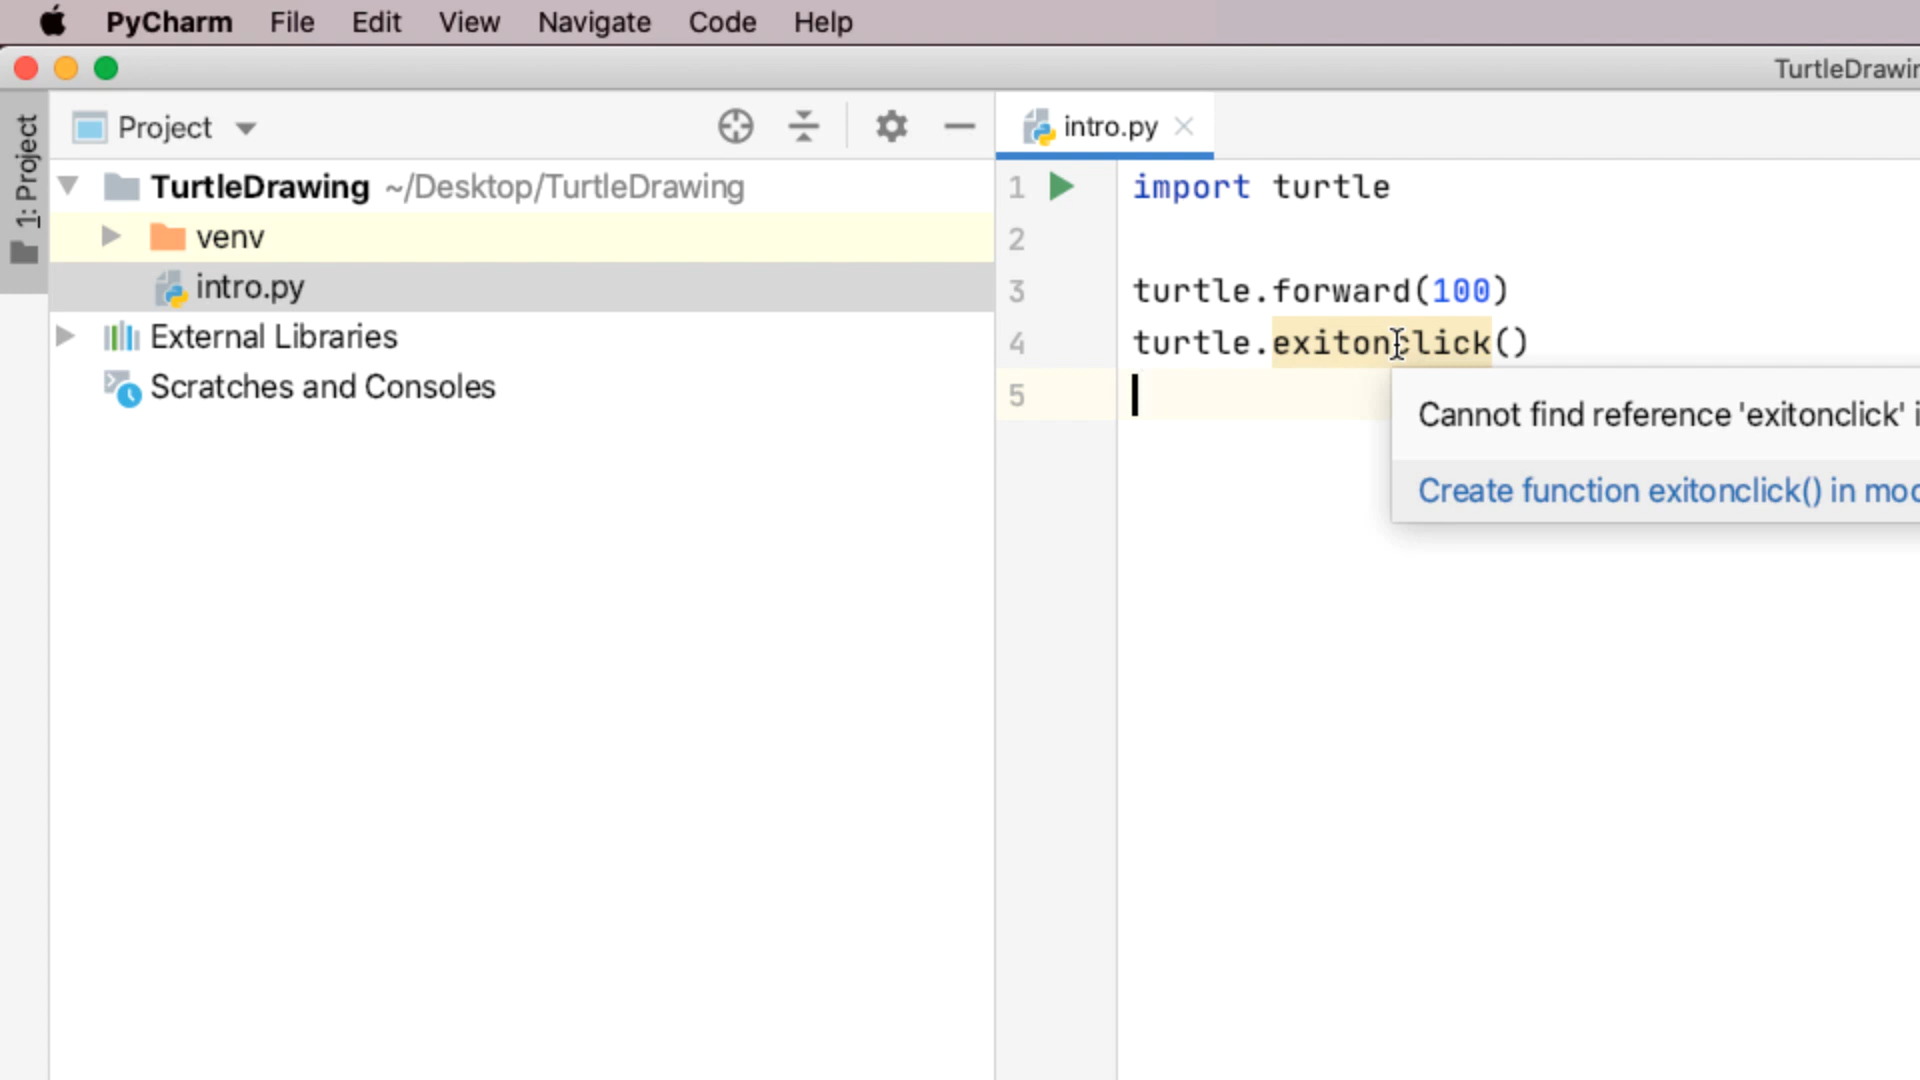 PyCharm File Edit View Navigate Code Help
TurtleDrawin
1: Project
Project
TurtleDrawing ~/Desktop/TurtleDrawing
venv
intro.py
External Libraries
Scratches and Consoles
intro.py
1 import turtle
2
3 turtle.forward(100)
4 turtle.exitonclick()
5
Cannot find reference 'exitonclick' i
Create function exitonclick() in mod